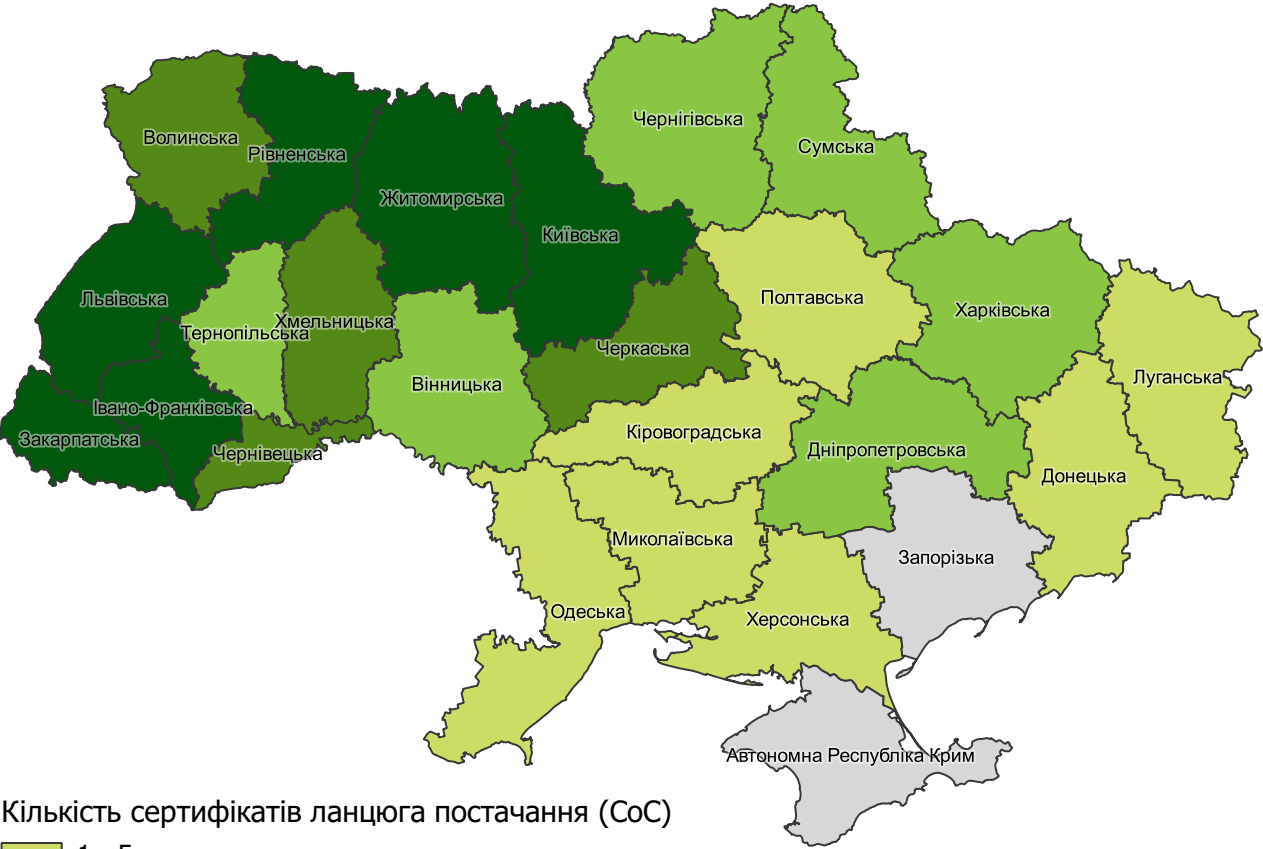 Чернігівська
Волинська
Сумська
Рівненська
Житомирська
Київська
Львівська
Полтавська
Харківська
Хмельницька
Тернопільська
Черкаська
Луганська
Вінницька
Івано-Франківська
Закарпатська
Кіровоградська
Чернівецька
Дніпропетровська
Донецька
Миколаївська
Запорізька
Одеська
Херсонська
Автономна Республіка Крим
Кількість сертифікатів ланцюга постачання (CoC)